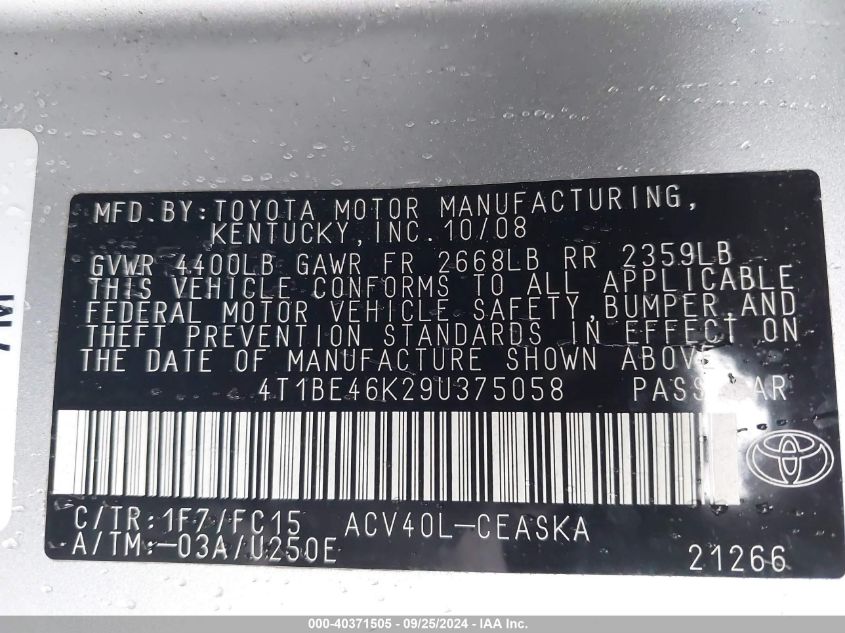 MFD.BY:TOYOTA MOTOR MANUFACTURING,
KENTUCKY,INC.10/08
GVWR 4400LB GAWR FR 2668LB RR 2359LB
THIS VEHICLE CONFORMS TO ALL APPLICABLE
FEDERAL MOTOR VEHICLE SAFETY,BUMPER,AND
THEFT PREVENTION STANDARDS IN EFFECT ON
THE DATE OF MANUFACTURE SHOWN ABOVE.
4T1BE46K29U375058 PASS CAR
C/TR:1F7/FC15 ACV40L-CEASKA
A/TM:-03A/U250E 21266
000-40371505 - 09/25/2024 - IAA Inc.